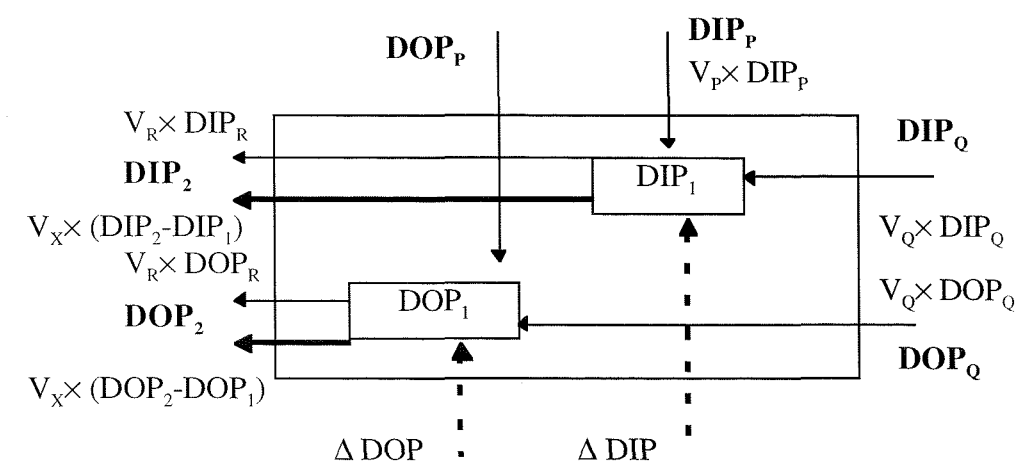 DOP_P
DIP_P
V_P× DIP_P
V_R× DIP_R
DIP_Q
DIP_2
DIP_1
V_X× (DIP_2-DIP_1)
V_Q× DIP_Q
V_R× DOP_R
DOP_1
V_Q×DOP_Q
DOP_2
DOP_Q
V_X× (DOP_2-DOP_1)
Δ DOP
Δ DIP